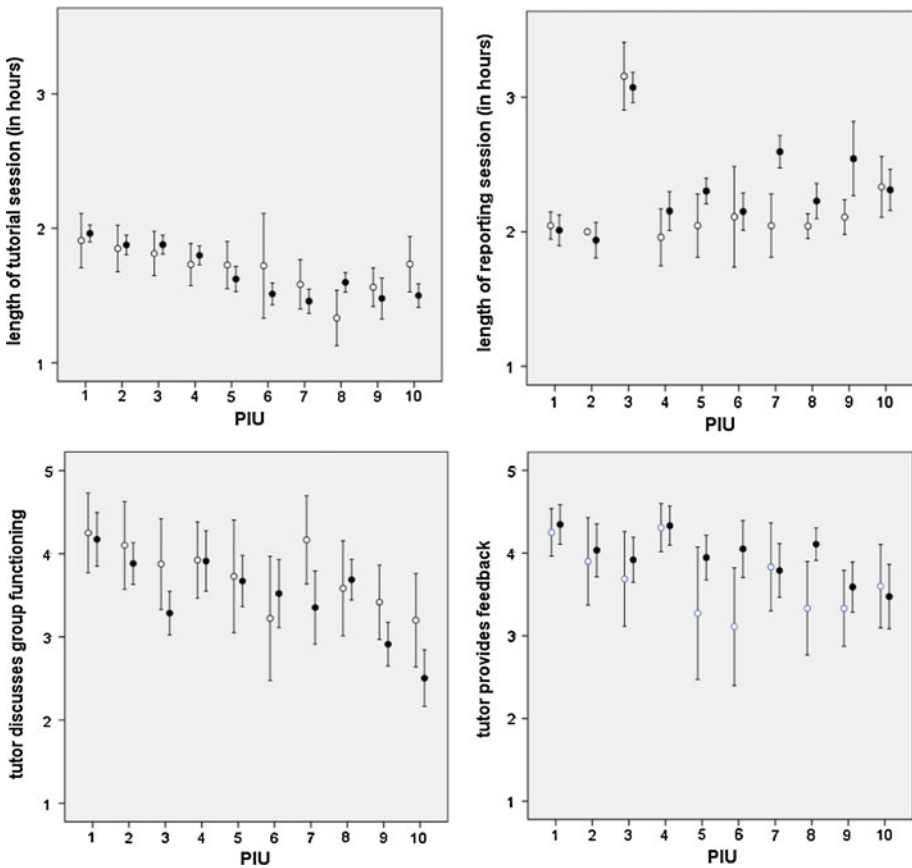 length of tutorial session (in hours)
3
2
1
1 2 3 4 5 6 7 8 9 10
PIU
length of reporting session (in hours)
3
2
1
1 2 3 4 5 6 7 8 9 10
PIU
tutor discusses group functioning
5
4
3
2
1
1 2 3 4 5 6 7 8 9 10
PIU
tutor provides feedback
5
4
3
2
1
1 2 3 4 5 6 7 8 9 10
PIU